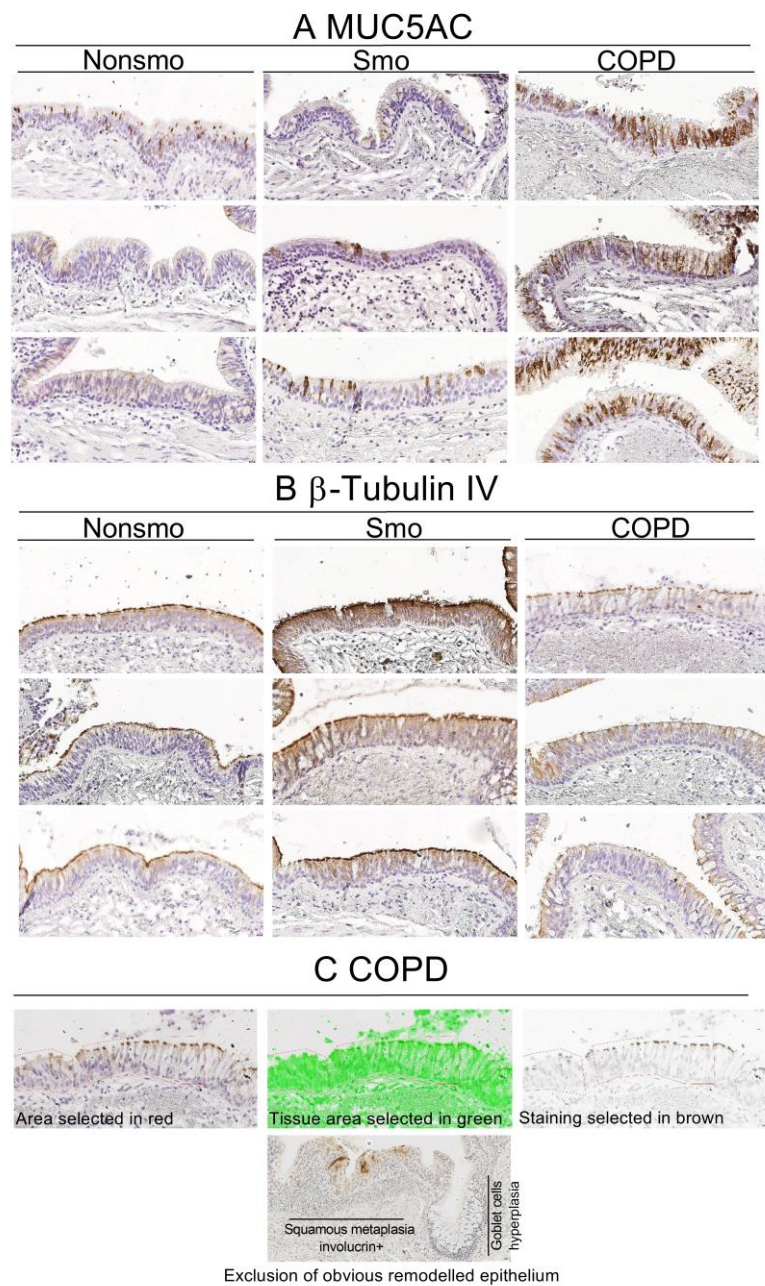 A MUC5AC
Nonsmo Smo COPD
B β-Tubulin IV
Nonsmo Smo COPD
C COPD
Area selected in red Tissue area selected in green Staining selected in brown
Squamous metaplasia
involucrin+
Goblet cells
hyperplasia
Exclusion of obvious remodelled epithelium